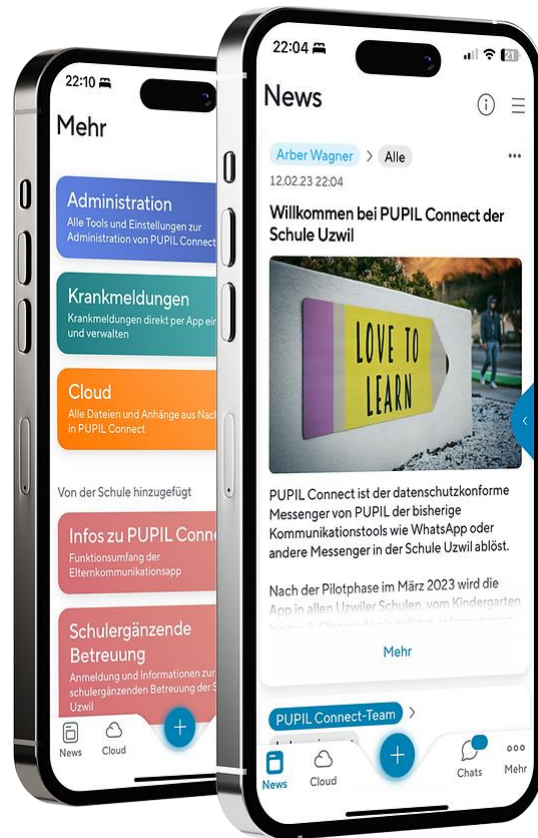 22:10
Mehr
Administration
Alle Tools und Einstellungen zur
Administration von PUPIL Connect
Krankmeldungen
Krankmeldungen direkt per App
und verwalten
Cloud
Alle Dateien und Anhänge aus
in PUPIL Connect
Von der Schule hinzugefügt
Infos zu PUPIL
Funktionsumfang der
Elternkommunikationsapp
Schulergänzende
Betreuung
Anmeldung und Informationen zur
schulergänzenden Betreuung der
Uzwil
News
Cloud
22:04
21
News
Arber Wagner > Alle
12.02.23 22:04
Willkommen bei PUPIL Connect der
Schule Uzwil
LOVE TO
LEARN
PUPIL Connect ist der datenschutzkonforme
Messenger von PUPIL der bisherige
Kommunikationstools wie WhatsApp oder
andere Messenger in der Schule Uzwil ablöst.
Nach der Pilotphase im März 2023 wird die
App in allen Uzwiler Schulen, vom Kindergarten
Mehr
PUPIL Connect-Team >
News
Cloud
Chats
Mehr